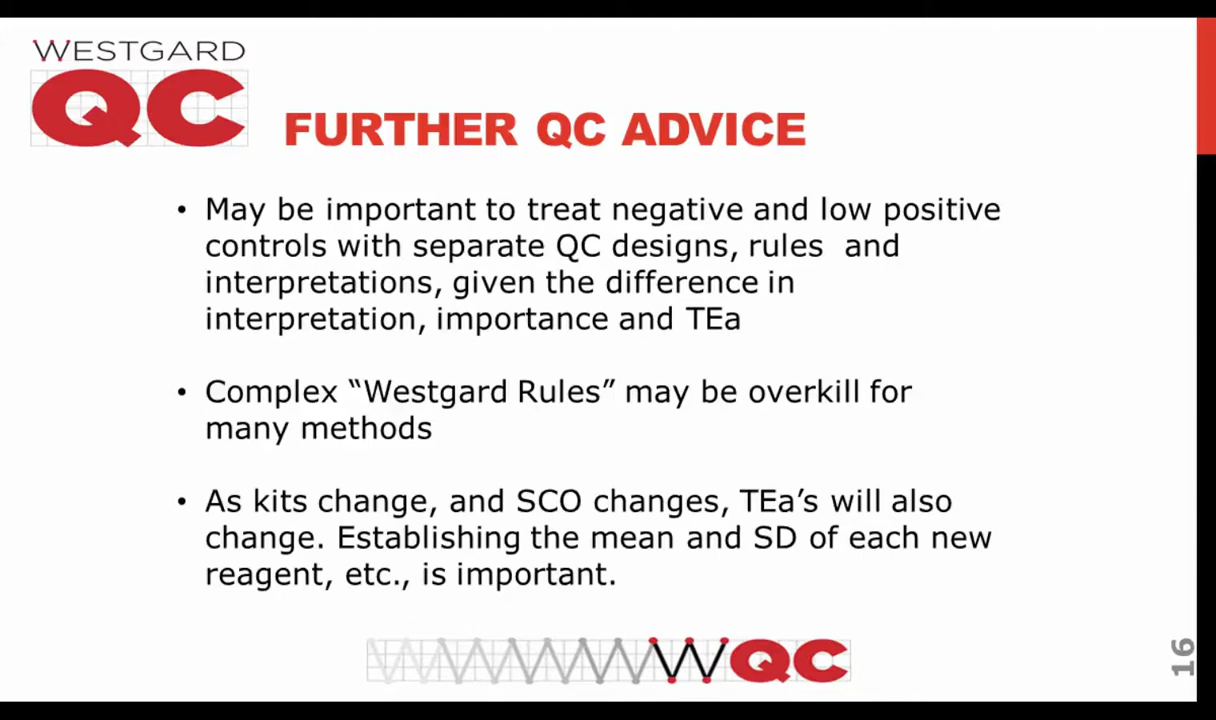 WESTGARD
QC
FURTHER QC ADVICE
• May be important to treat negative and low positive
controls with separate QC designs, rules and
interpretations, given the difference in
interpretation, importance and TEa
• Complex “Westgard Rules” may be overkill for
many methods
• As kits change, and SCO changes, TEa’s will also
change. Establishing the mean and SD of each new
reagent, etc., is important.
WQC
16